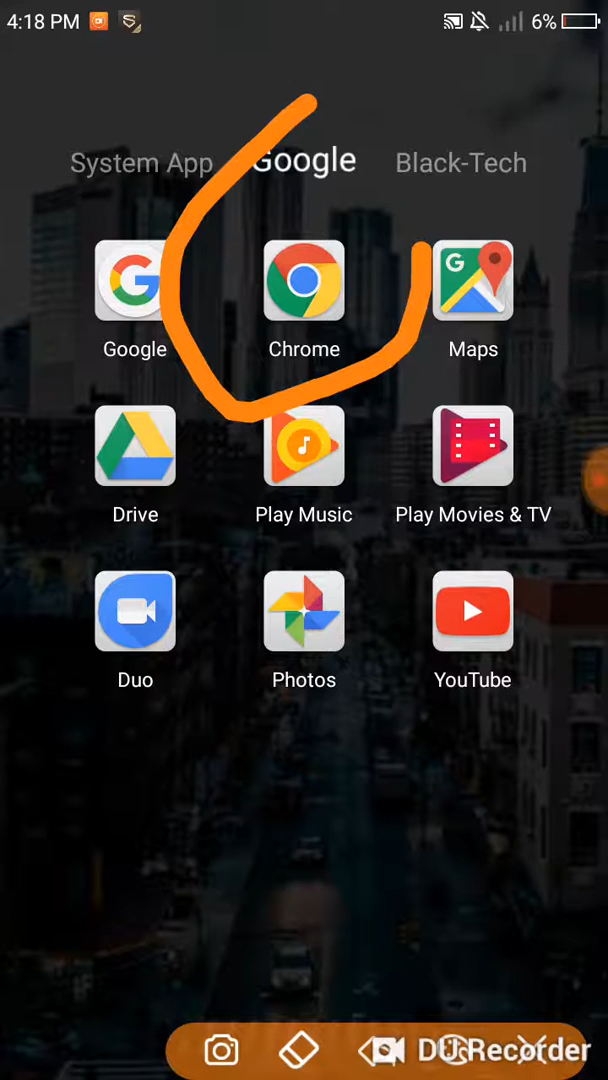 4:18 PM 6%
System App Google Black-Tech
Google Chrome Maps
Drive Play Music Play Movies & TV
Duo Photos YouTube
DU Recorder